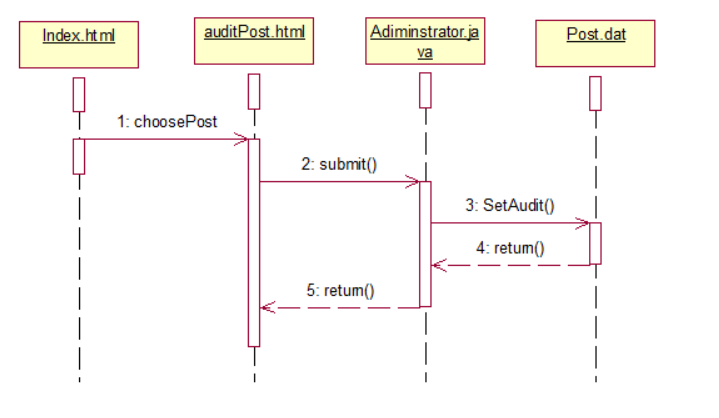 Index.html
auditPost.html
Adiminstrator.ja
va
Post.dat
1: choosePost
2: submit()
3: SetAudit()
4: return()
5: return()